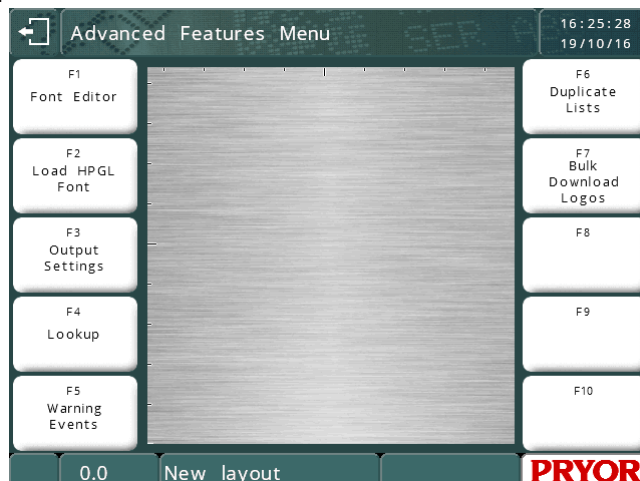 Advanced Features Menu
16:25:28
19/10/16
F1
Font Editor
F2
Load HPGL
Font
F3
Output
Settings
F4
Lookup
F5
Warning
Events
F6
Duplicate
Lists
F7
Bulk
Download
Logos
F8
F9
F10
0.0
New layout
PRYOR